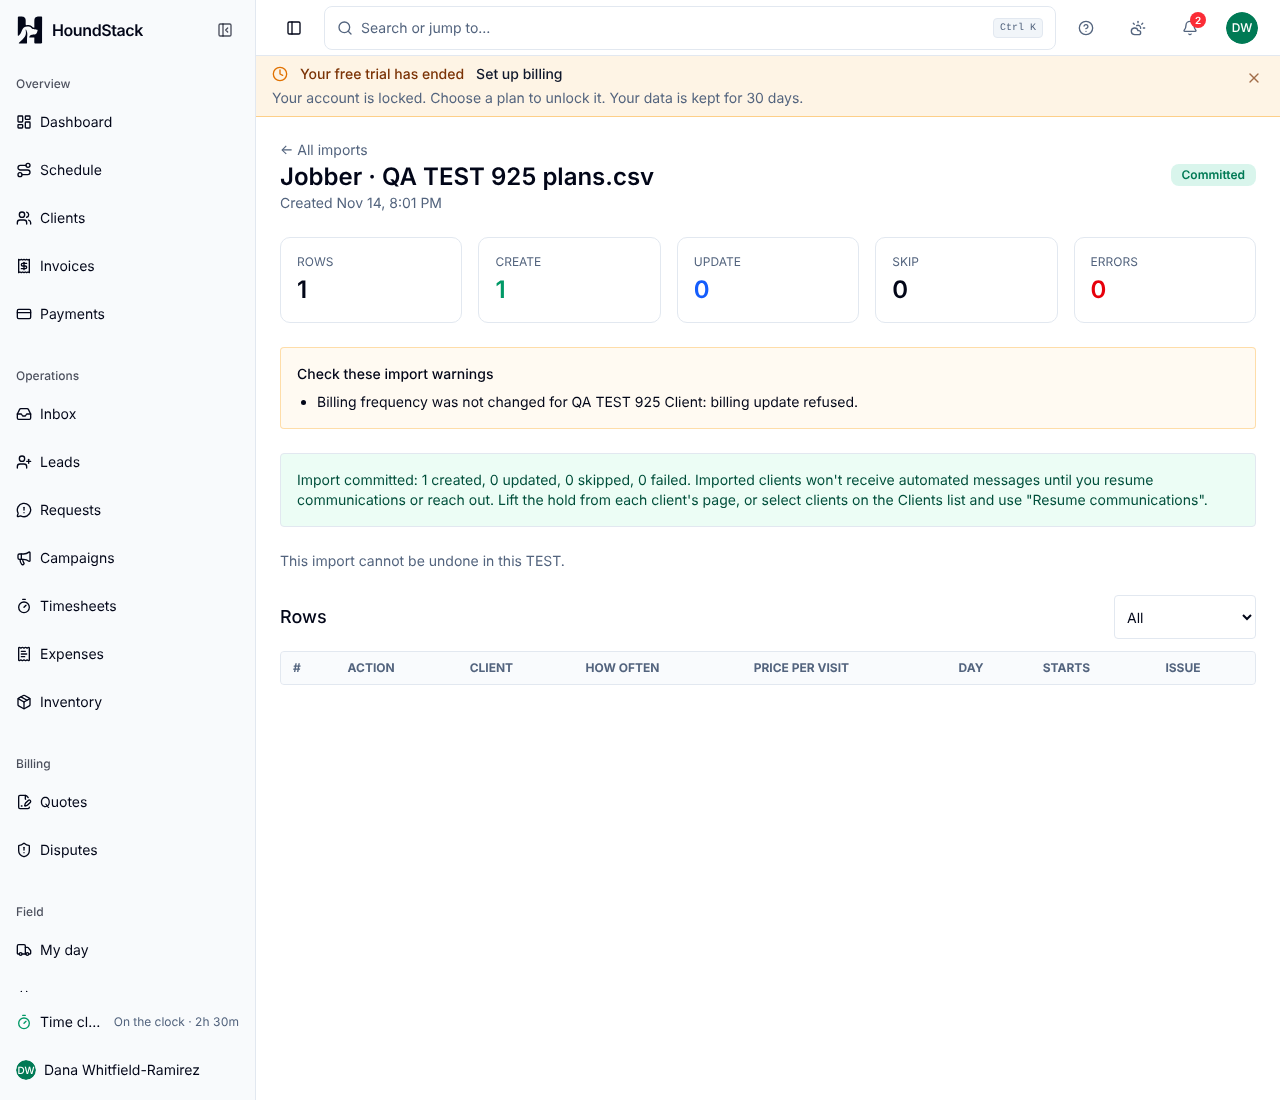 HoundStack
Overview
Dashboard
Schedule
Clients
Invoices
Payments
Operations
Inbox
Leads
Requests
Campaigns
Timesheets
Expenses
Inventory
Billing
Quotes
Disputes
Field
My day
Time cl...
On the clock · 2h 30m
DW
Dana Whitfield-Ramirez
Search or jump to...
Ctrl K
2
DW
Your free trial has ended Set up billing
Your account is locked. Choose a plan to unlock it. Your data is kept for 30 days.
← All imports
Jobber · QA TEST 925 plans.csv
Committed
Created Nov 14, 8:01 PM
ROWS CREATE UPDATE SKIP ERRORS
1 1 0 0 0
Check these import warnings
• Billing frequency was not changed for QA TEST 925 Client: billing update refused.
Import committed: 1 created, 0 updated, 0 skipped, 0 failed. Imported clients won't receive automated messages until you resume
communications or reach out. Lift the hold from each client's page, or select clients on the Clients list and use "Resume communications".
This import cannot be undone in this TEST.
Rows
All
# ACTION CLIENT HOW OFTEN PRICE PER VISIT DAY STARTS ISSUE